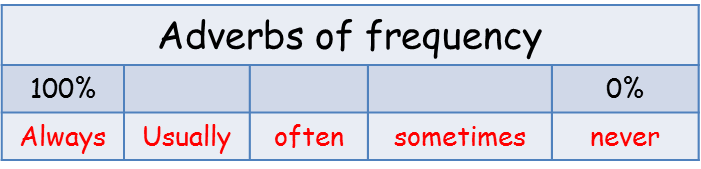 Adverbs of frequency
100% 0%
Always Usually often sometimes never